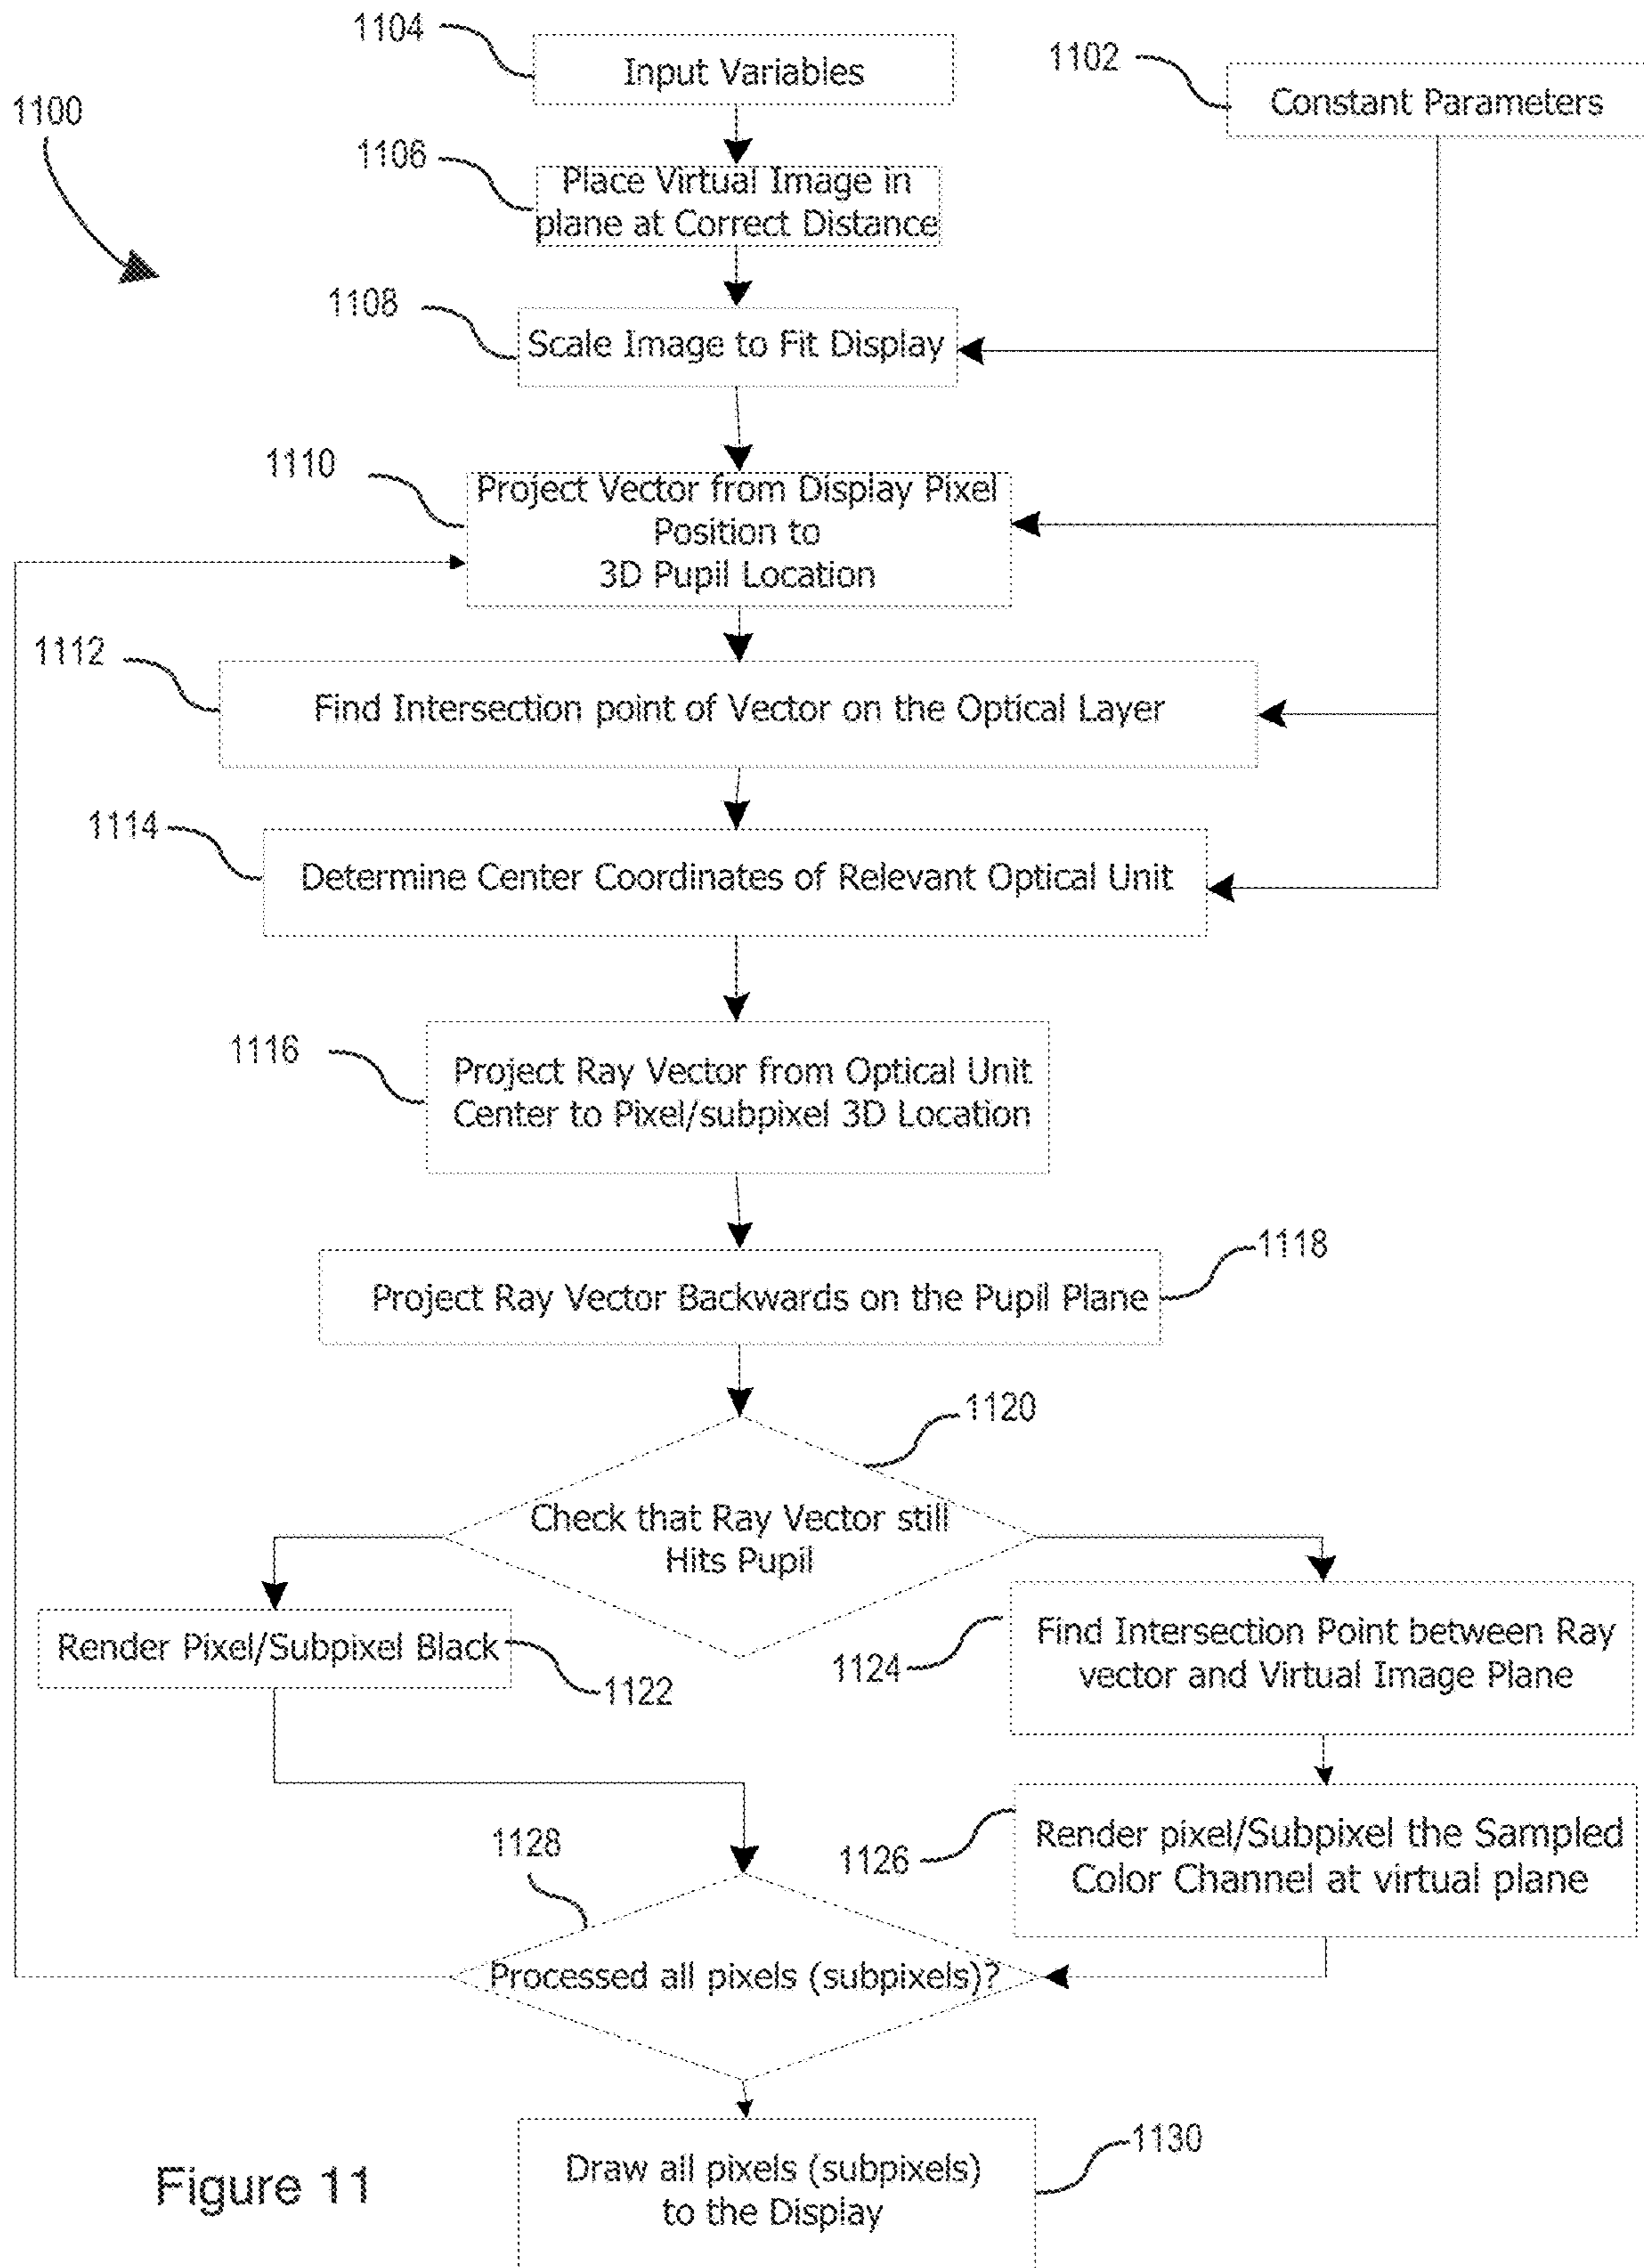 1104
Input Variables
1102
Constant Parameters
1100
1106
Place Virtual Image in
plane at Correct Distance
1108
Scale Image to Fit Display
1110
Project Vector from Display Pixel
Position to
3D Pupil Location
1112
Find Intersection point of Vector on the Optical Layer
1114
Determine Center Coordinates of Relevant Optical Unit
1116
Project Ray Vector from Optical Unit
Center to Pixel/subpixel 3D Location
1118
Project Ray Vector Backwards on the Pupil Plane
1120
Check that Ray Vector still
Hits Pupil
Render Pixel/Subpixel Black
1122
1124
Find Intersection Point between Ray
vector and Virtual Image Plane
1126
Render pixel/Subpixel the Sampled
Color Channel at virtual plane
1128
Processed all pixels (subpixels)?
1130
Draw all pixels (subpixels)
to the Display
Figure 11